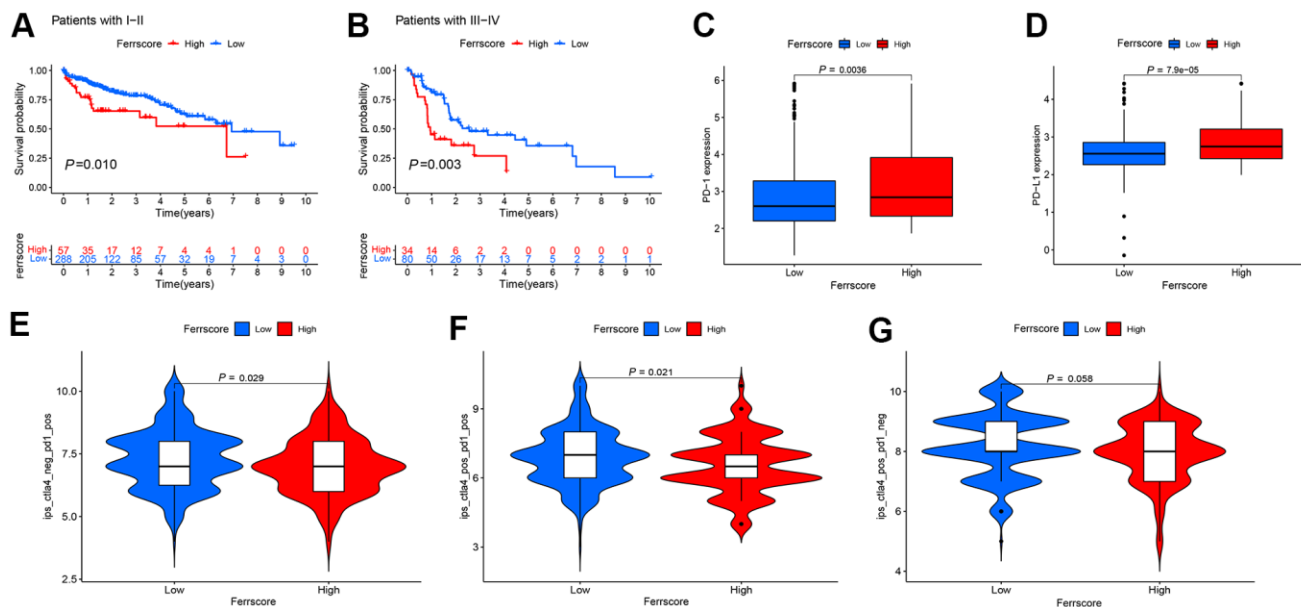 A
Patients with I-II
Ferrscore High Low
Survival probability
1.00
0.75
0.50
0.25
0.00
P=0.010
0 1 2 3 4 5 6 7 8 9 10
Time(years)
Ferrscore
High 57 35 17 12 7 4 4 1 0 0 0
Low 288 205 122 85 57 32 19 7 4 3 0
0 1 2 3 4 5 6 7 8 9 10
Time(years)
B
Patients with III-IV
Ferrscore High Low
Survival probability
1.00
0.75
0.50
0.25
0.00
P=0.003
0 1 2 3 4 5 6 7 8 9 10
Time(years)
Ferrscore
High 34 14 6 2 2 0 0 0 0 0 0
Low 80 50 26 17 13 7 5 2 2 1 1
0 1 2 3 4 5 6 7 8 9 10
Time(years)
C
Ferrscore Low High
P = 0.0036
PD-1 expression
6
5
4
3
2
1
Low High
Ferrscore
D
Ferrscore Low High
P = 7.9e-05
PD-L1 expression
4
3
2
1
0
Low High
Ferrscore
E
Ferrscore Low High
P = 0.029
ips_ctla4_neg_pd1_pos
10.0
7.5
5.0
2.5
Low High
Ferrscore
F
Ferrscore Low High
P = 0.021
ips_ctla4_pos_pd1_pos
9
6
3
Low High
Ferrscore
G
Ferrscore Low High
P = 0.058
ips_ctla4_pos_pd1_neg
10
8
6
4
Low High
Ferrscore